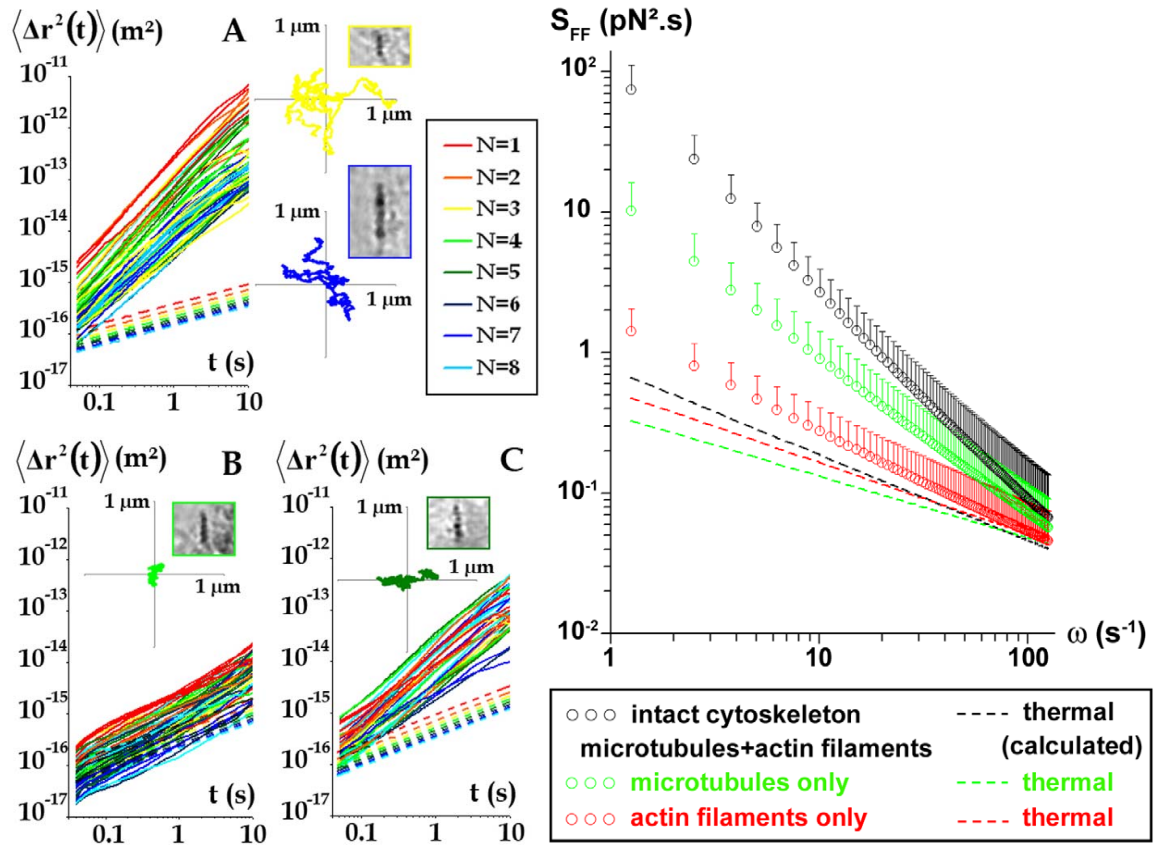 ⟨Δr²(t)⟩ (m²)
A
10⁻¹¹
10⁻¹²
10⁻¹³
10⁻¹⁴
10⁻¹⁵
10⁻¹⁶
10⁻¹⁷
t (s)
0.1 1 10
1 μm
1 μm
1 μm
1 μm
N=1
N=2
N=3
N=4
N=5
N=6
N=7
N=8
⟨Δr²(t)⟩ (m²)
B
10⁻¹¹
10⁻¹²
10⁻¹³
10⁻¹⁴
10⁻¹⁵
10⁻¹⁶
10⁻¹⁷
1 μm
1 μm
t (s)
0.1 1 10
⟨Δr²(t)⟩ (m²)
C
10⁻¹¹
10⁻¹²
10⁻¹³
10⁻¹⁴
10⁻¹⁵
10⁻¹⁶
10⁻¹⁷
1 μm
1 μm
t (s)
0.1 1 10
S_FF (pN².s)
10²
10
1
10⁻¹
10⁻²
ω (s⁻¹)
1 10 100
intact cytoskeleton
microtubules+actin filaments
thermal
(calculated)
microtubules only
thermal
actin filaments only
thermal